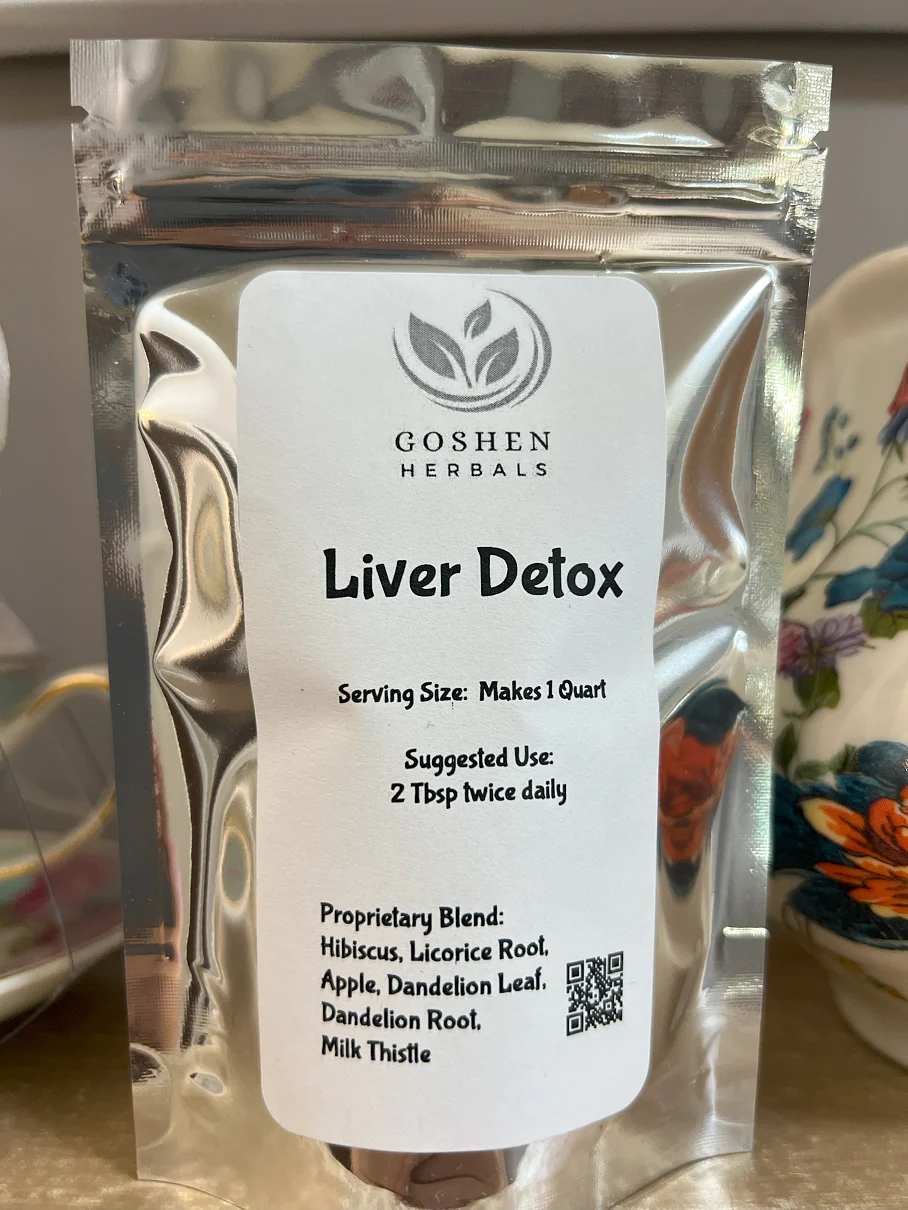 GOSHEN
HERBALS
Liver Detox
Serving Size: Makes 1 Quart
Suggested Use:
2 Tbsp twice daily
Proprietary Blend:
Hibiscus, Licorice Root,
Apple, Dandelion Leaf,
Dandelion Root,
Milk Thistle